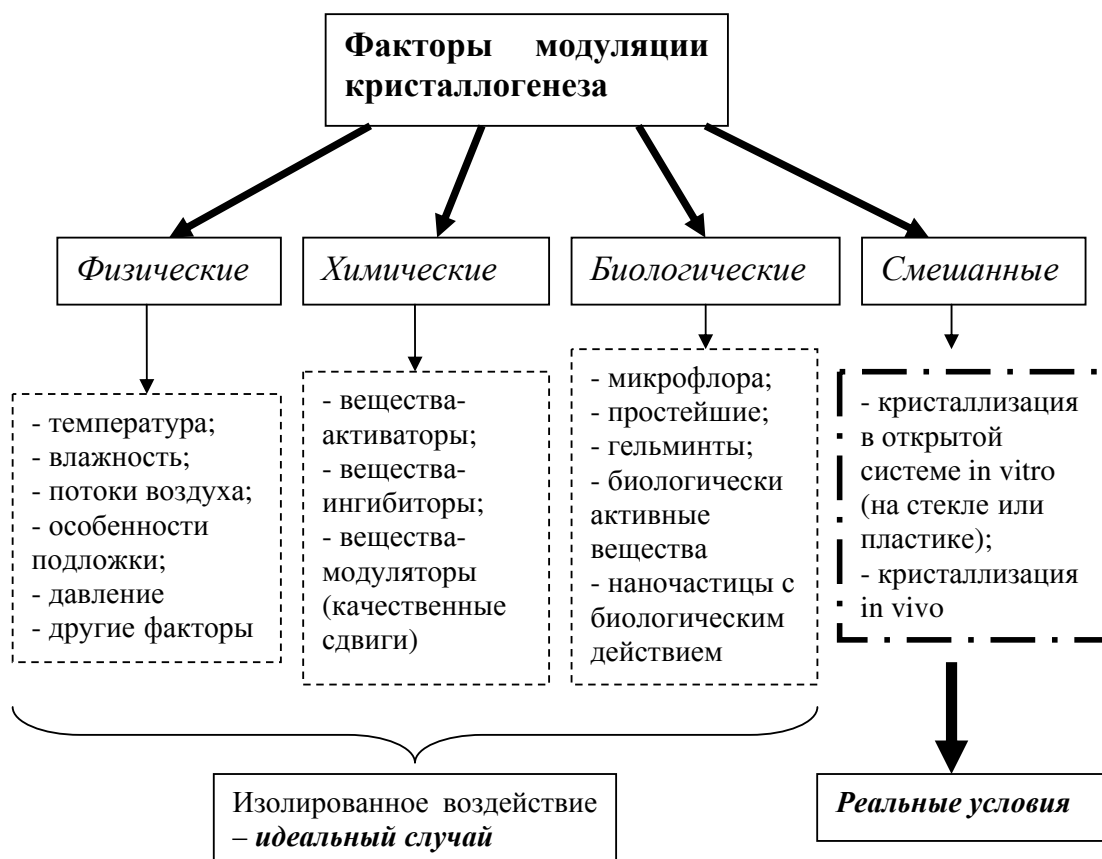 Факторы модуляции
кристаллогенеза
Физические
Химические
Биологические
Смешанные
- температура;
- влажность;
- потоки воздуха;
- особенности
подложки;
- давление
- другие факторы
- вещества-
активаторы;
- вещества-
ингибиторы;
- вещества-
модуляторы
(качественные
сдвиги)
- микрофлора;
- простейшие;
- гельминты;
- биологически
активные
вещества
- наночастицы с
биологическим
действием
- кристаллизация
в открытой
системе in vitro
(на стекле или
пластике);
- кристаллизация
in vivo
Изолированное воздействие
– идеальный случай
Реальные условия